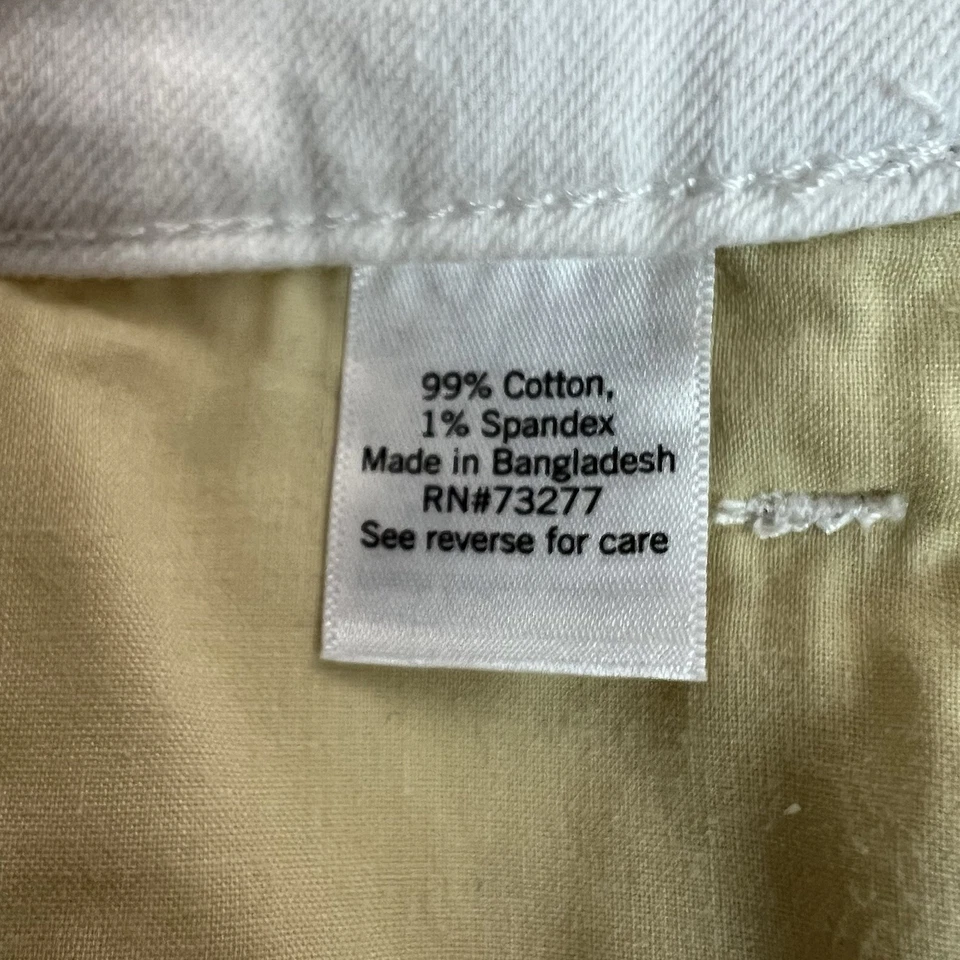 99% Cotton,
1% Spandex
Made in Bangladesh
RN#73277
See reverse for care